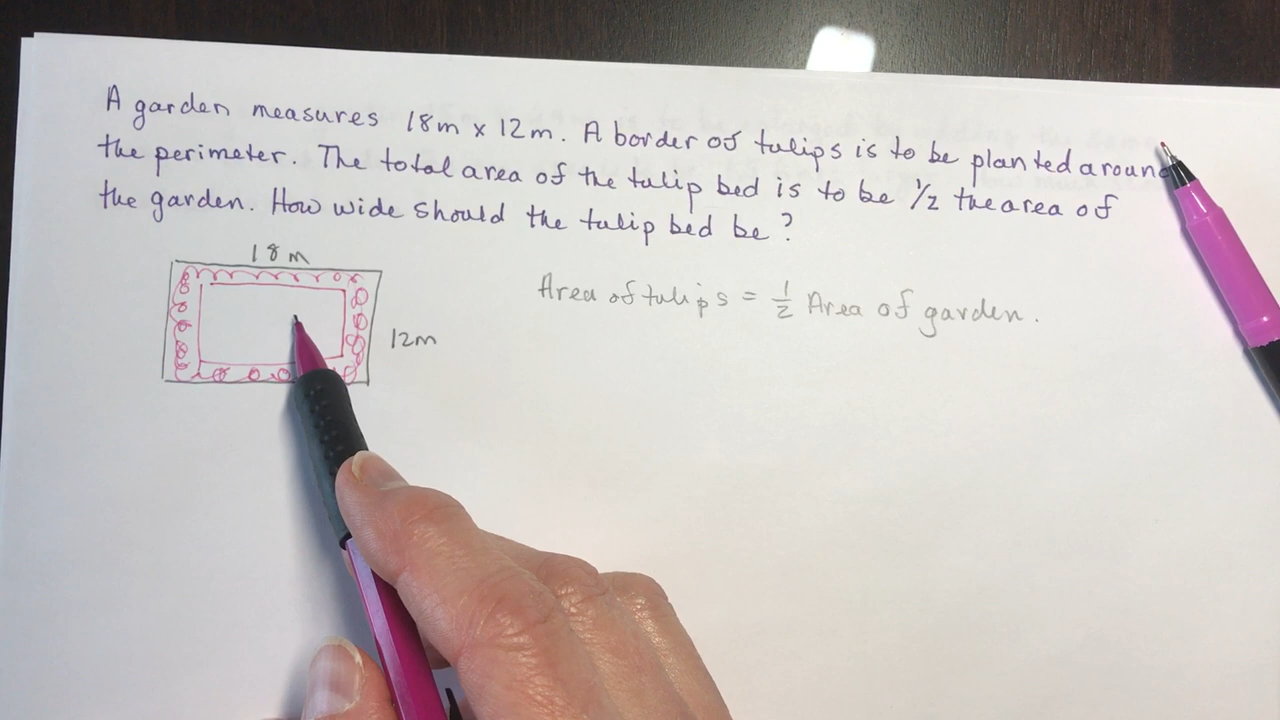 A garden measures 18m x 12m. A border of tulips is to be planted around
the perimeter. The total area of the tulip bed is to be 1/2 the area of
the garden. How wide should the tulip bed be?
18m
12m
Area of tulips = 1/2 Area of garden.